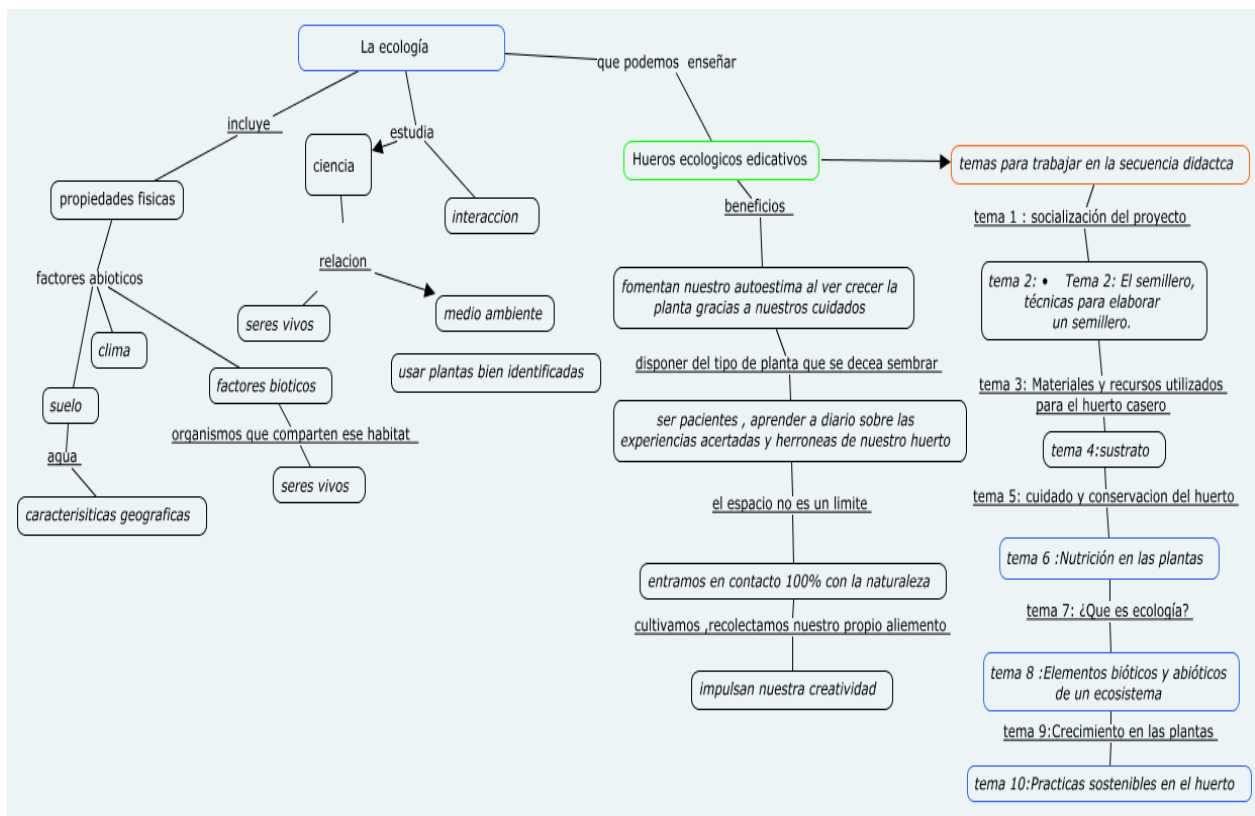 La ecología
que podemos enseñar
incluye
estudia
ciencia
Hueros ecologicos edicativos
temas para trabajar en la secuencia didactca
propiedades fisicas
interaccion
beneficios
tema 1 : socialización del proyecto
factores abioticos
relacion
fomentan nuestro autoestima al ver crecer la
planta gracias a nuestros cuidados
tema 2: • Tema 2: El semillero,
técnicas para elaborar
un semillero.
seres vivos
medio ambiente
clima
usar plantas bien identificadas
disponer del tipo de planta que se decea sembrar
factores bioticos
tema 3: Materiales y recursos utilizados
para el huerto casero
suelo
organismos que comparten ese habitat
ser pacientes , aprender a diario sobre las
experiencias acertadas y herroneas de nuestro huerto
tema 4:sustrato
agua
seres vivos
el espacio no es un limite
tema 5: cuidado y conservacion del huerto
caracterisiticas geograficas
tema 6 :Nutrición en las plantas
entramos en contacto 100% con la naturaleza
tema 7: ¿Que es ecología?
cultivamos ,recolectamos nuestro propio aliemento
tema 8 :Elementos bióticos y abióticos
de un ecosistema
impulsan nuestra creatividad
tema 9:Crecimiento en las plantas
tema 10:Practicas sostenibles en el huerto